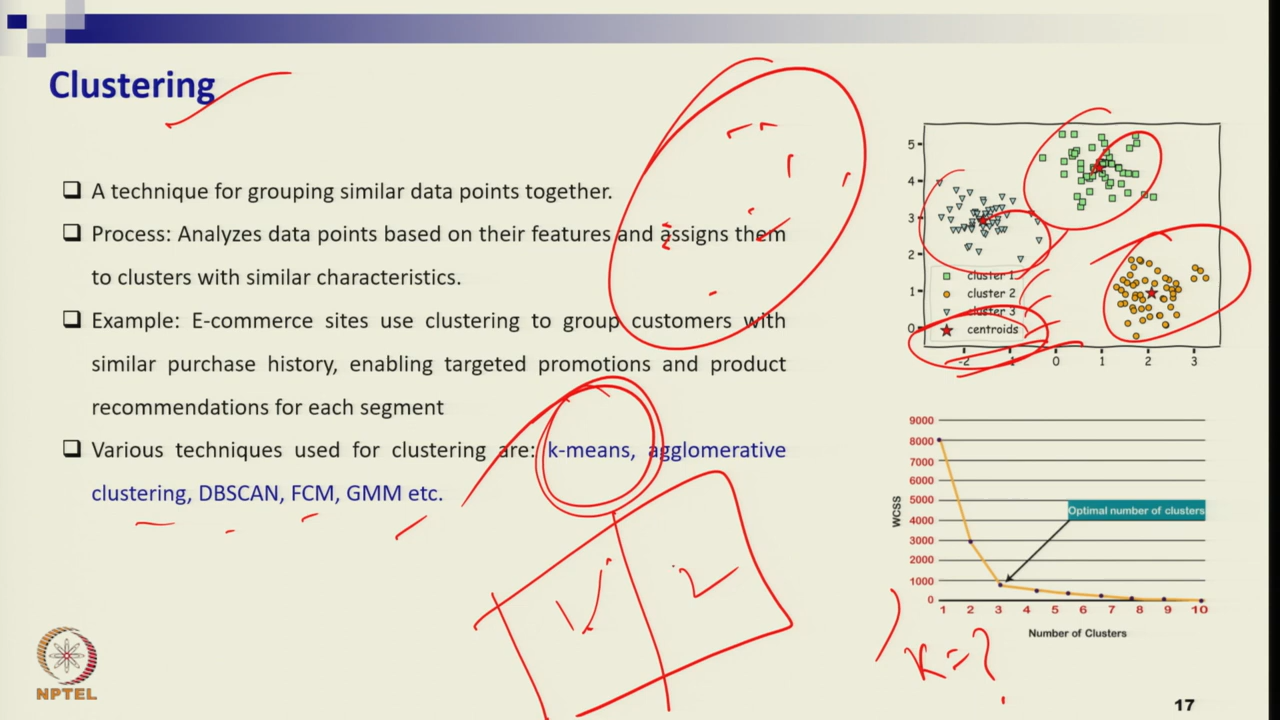 Clustering
❑ A technique for grouping similar data points together.
❑ Process: Analyzes data points based on their features and assigns them
to clusters with similar characteristics.
❑ Example: E-commerce sites use clustering to group customers with
similar purchase history, enabling targeted promotions and product
recommendations for each segment
❑ Various techniques used for clustering are: k-means, agglomerative
clustering, DBSCAN, FCM, GMM etc.
5
4
3
2
1
0
cluster 1
cluster 2
cluster 3
centroids
-2 -1 0 1 2 3
9000
8000
7000
6000
5000
4000
3000
2000
1000
0
WCSS
Optimal number of clusters
1 2 3 4 5 6 7 8 9 10
Number of Clusters
K=?
2
NPTEL
17